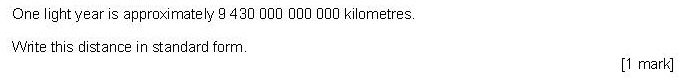 One light year is approximately 9 430 000 000 000 kilometres.
Write this distance in standard form.
[1 mark]